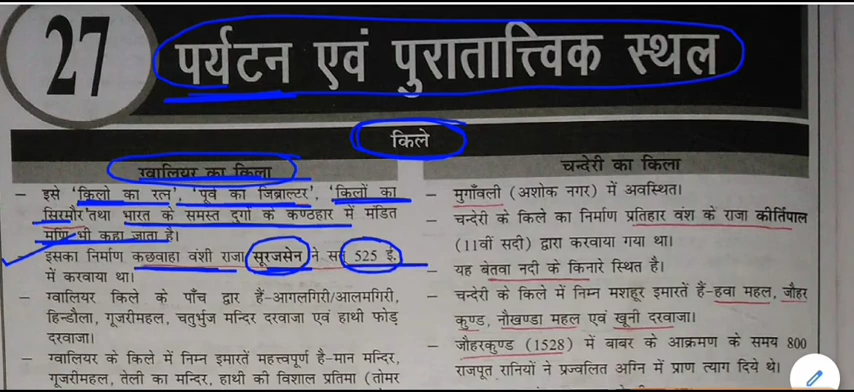 27
पर्यटन एवं पुरातात्त्विक स्थल
किले
ग्वालियर का किला
– इसे 'किलो का रत्न', 'पूर्व का जिब्राल्टर', 'किलों का
सिरमौर' तथा भारत के समस्त दुर्गों के कण्ठहार में मंडित
मणि भी कहा जाता है।
इसका निर्माण कछवाहा वंशी राजा सूरजसेन ने सन् 525 ई.
में करवाया था।
– ग्वालियर किले के पाँच द्वार हैं-आगलगिरी/आलमगिरी,
हिन्डौला, गूजरीमहल, चतुर्भुज मन्दिर दरवाजा एवं हाथी फोड़
दरवाजा।
– ग्वालियर के किले में निम्न इमारतें महत्त्वपूर्ण है-मान मन्दिर,
गूजरीमहल, तेली का मन्दिर, हाथी की विशाल प्रतिमा (तोमर
चन्देरी का किला
– मुगाँवली (अशोक नगर) में अवस्थित।
– चन्देरी के किले का निर्माण प्रतिहार वंश के राजा कीर्तिपाल
(11वीं सदी) द्वारा करवाया गया था।
– यह बेतवा नदी के किनारे स्थित है।
– चन्देरी के किले में निम्न मशहूर इमारतें हैं-हवा महल, जौहर
कुण्ड, नौखण्डा महल एवं खूनी दरवाजा।
– जौहरकुण्ड (1528) में बाबर के आक्रमण के समय 800
राजपूत रानियों ने प्रज्वलित अग्नि में प्राण त्याग दिये थे।